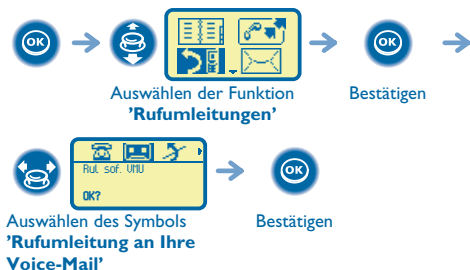 OK
OK
Auswählen der Funktion
'Rufumleitungen'
Bestätigen
Rul sof. VMU
OK?
OK
Auswählen des Symbols
'Rufumleitung an Ihre
Voice-Mail'
Bestätigen